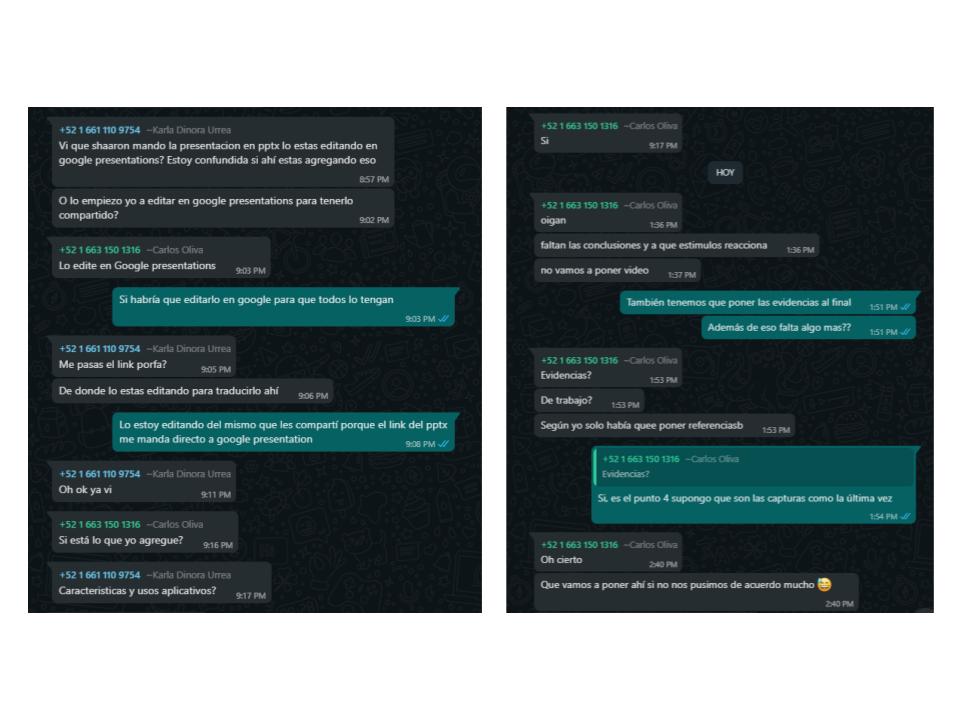 +52 1 661 110 9754 ~Karla Dinora Urrea
Vi que shaaron mando la presentacion en pptx lo estas editando en
google presentations? Estoy confundida si ahí estas agregando eso
8:57 PM
O lo empiezo yo a editar en google presentations para tenerlo
compartido?
9:02 PM
+52 1 663 150 1316 ~Carlos Oliva
Lo edite en Google presentations
9:03 PM
Si habría que editarlo en google para que todos lo tengan
9:03 PM
+52 1 661 110 9754 ~Karla Dinora Urrea
Me pasas el link porfa?
9:05 PM
De donde lo estas editando para traducirlo ahí
9:06 PM
Lo estoy editando del mismo que les compartí porque el link del pptx
me manda directo a google presentation
9:08 PM
+52 1 661 110 9754 ~Karla Dinora Urrea
Oh ok ya vi
9:11 PM
+52 1 663 150 1316 ~Carlos Oliva
Si está lo que yo agregue?
9:16 PM
+52 1 661 110 9754 ~Karla Dinora Urrea
Caracteristicas y usos aplicativos?
9:17 PM
+52 1 663 150 1316 ~Carlos Oliva
Si
9:17 PM
HOY
+52 1 663 150 1316 ~Carlos Oliva
oigan
1:36 PM
faltan las conclusiones y a que estimulos reacciona
1:36 PM
no vamos a poner video
1:37 PM
También tenemos que poner las evidencias al final
1:51 PM
Además de eso falta algo mas??
1:51 PM
+52 1 663 150 1316 ~Carlos Oliva
Evidencias?
1:53 PM
De trabajo?
1:53 PM
Según yo solo había quee poner referenciasb
1:53 PM
+52 1 663 150 1316 ~Carlos Oliva
Evidencias?
Si, es el punto 4 supongo que son las capturas como la última vez
1:54 PM
+52 1 663 150 1316 ~Carlos Oliva
Oh cierto
2:40 PM
Que vamos a poner ahí si no nos pusimos de acuerdo mucho 😅
2:40 PM